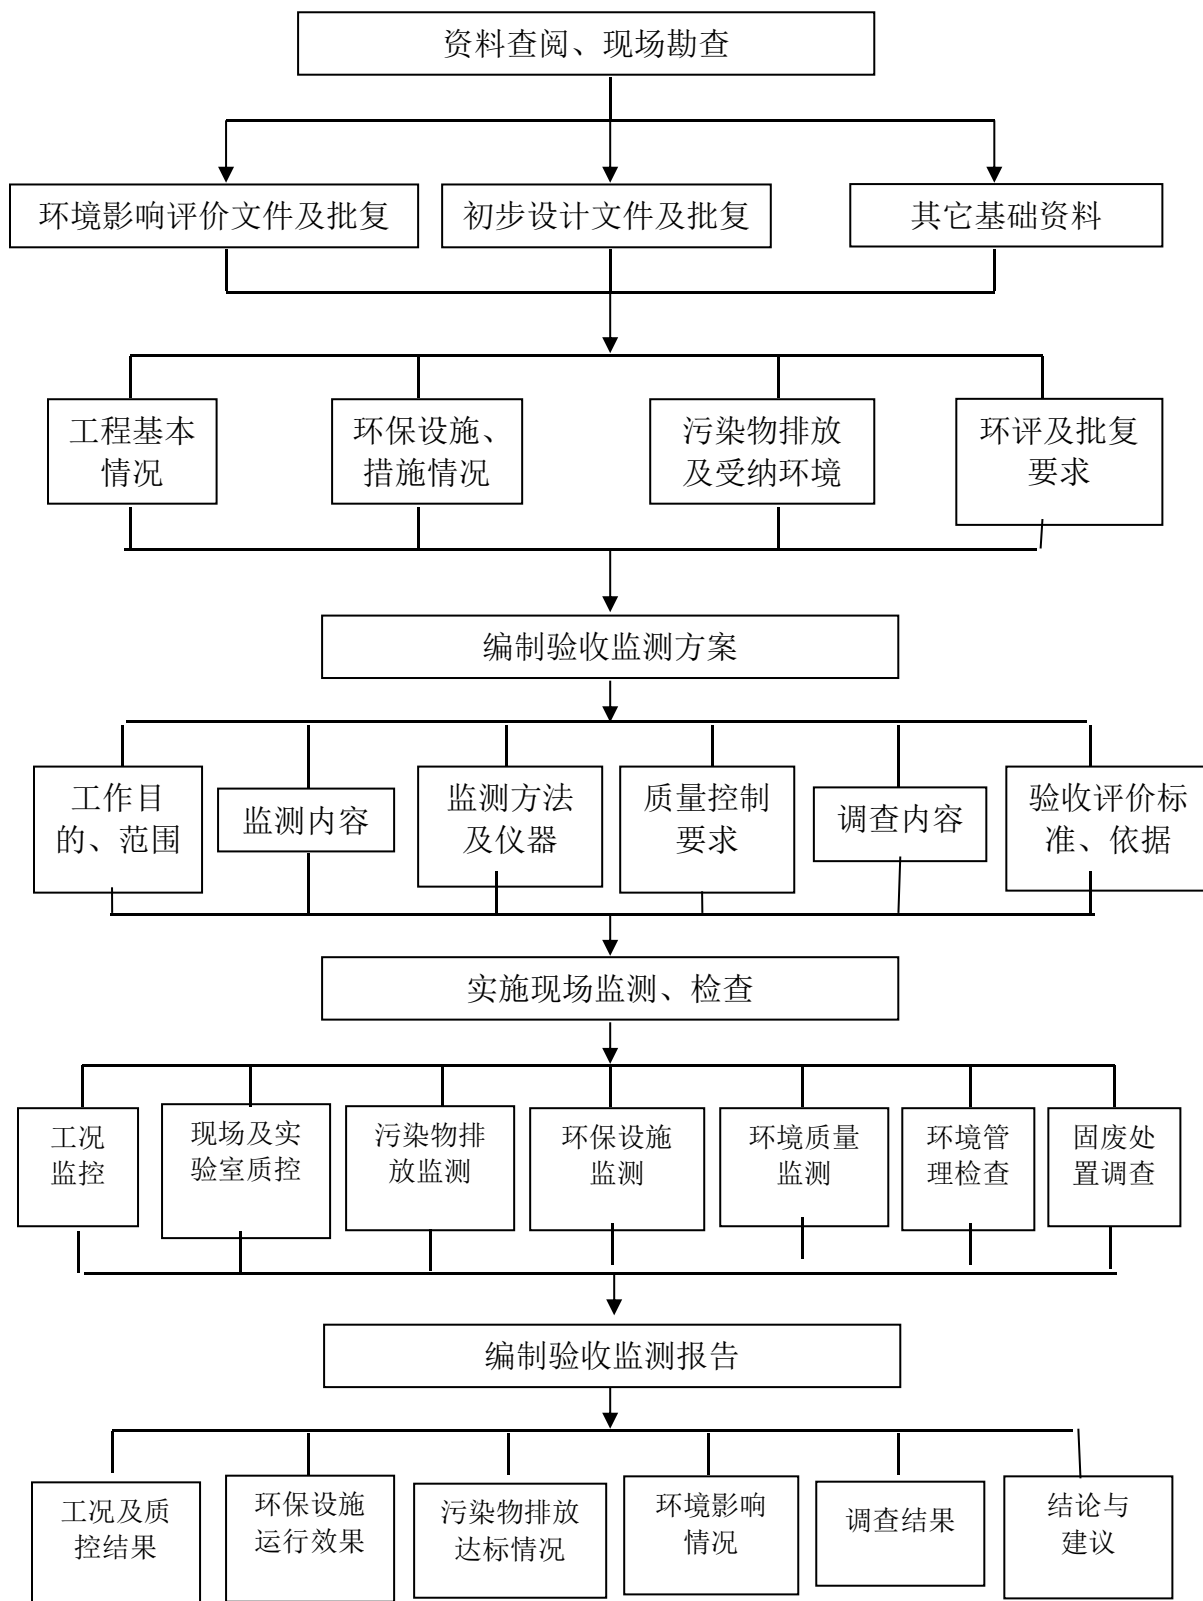 资料查阅、现场勘查
环境影响评价文件及批复
初步设计文件及批复
其它基础资料
工程基本
情况
环保设施、
措施情况
污染物排放
及受纳环境
环评及批复
要求
编制验收监测方案
工作目
的、范围
监测内容
监测方法
及仪器
质量控制
要求
调查内容
验收评价标
准、依据
实施现场监测、检查
工况
监控
现场及实
验室质控
污染物排
放监测
环保设施
监测
环境质量
监测
环境管
理检查
固废处
置调查
编制验收监测报告
工况及质
控结果
环保设施
运行效果
污染物排放
达标情况
环境影响
情况
调查结果
结论与
建议